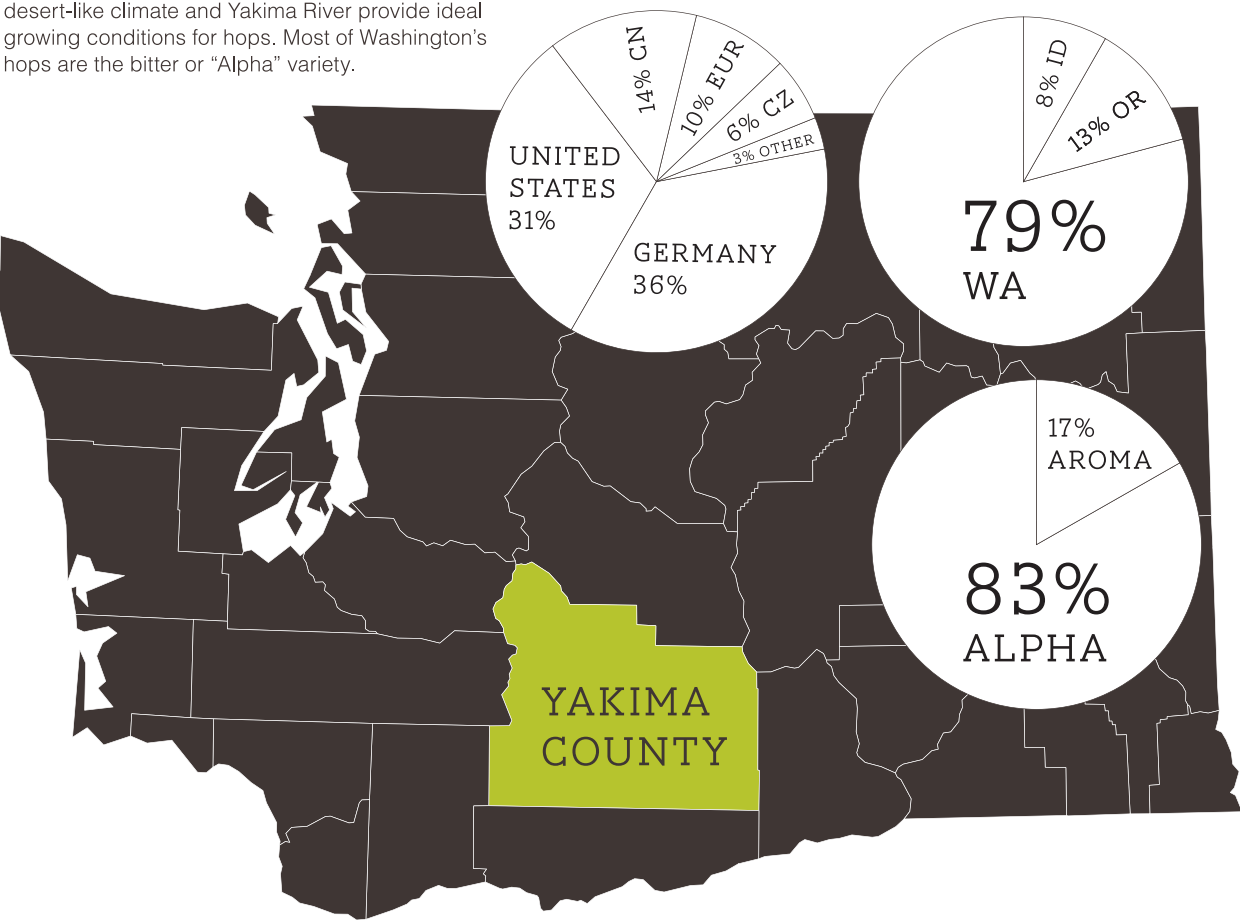 desert-like climate and Yakima River provide ideal
growing conditions for hops. Most of Washington's
hops are the bitter or “Alpha” variety.
UNITED
STATES
31%
14% CN
10% EUR
6% CZ
3% OTHER
GERMANY
36%
8% ID
13% OR
79%
WA
17%
AROMA
83%
ALPHA
YAKIMA
COUNTY